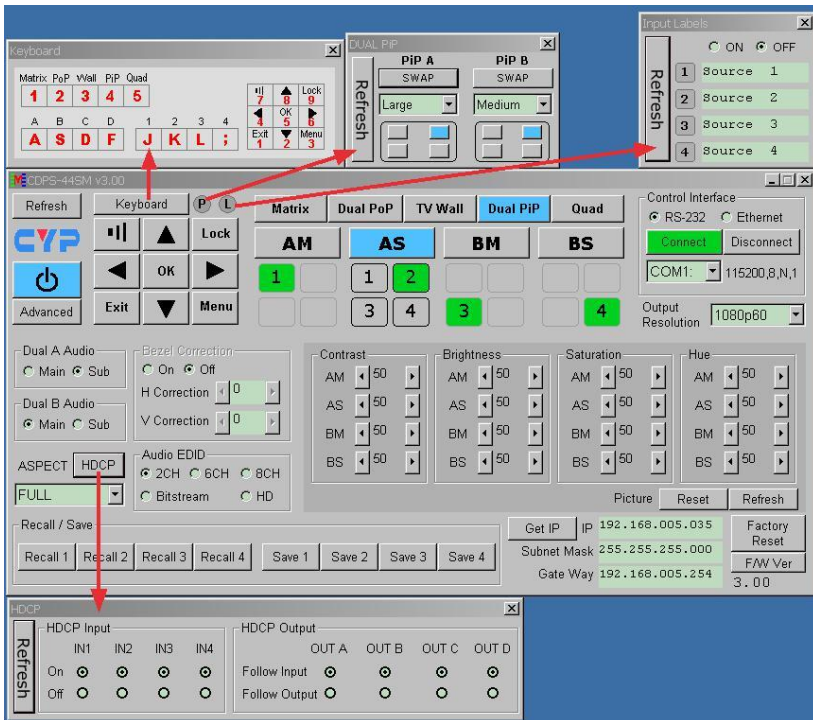 Keyboard
Matrix PoP Wall PiP Quad
1 2 3 4 5
A B C D 1 2 3 4
A S D F J K L ;
Lock
7 8 9
OK
4 5 6
Exit Menu
1 2 3
DUAL PiP
PiP A PiP B
SWAP SWAP
Large Medium
Refresh
Input Labels
ON OFF
Refresh
1 Source 1
2 Source 2
3 Source 3
4 Source 4
CDPS-44SM v3.00
Refresh Keyboard P L
CYP
Lock
OK
Advanced Exit Menu
Matrix Dual PoP TV Wall Dual PiP Quad
AM AS BM BS
1 1 2
3 4 3 4
Control Interface
RS-232 Ethernet
Connect Disconnect
COM1: 115200,8,N,1
Output
Resolution 1080p60
Dual A Audio
Main Sub
Dual B Audio
Main Sub
Bezel Correction
On Off
H Correction 0
V Correction 0
ASPECT HDCP
FULL
Audio EDID
2CH 6CH 8CH
Bitstream HD
Contrast Brightness Saturation Hue
AM 50 AM 50 AM 50 AM 50
AS 50 AS 50 AS 50 AS 50
BM 50 BM 50 BM 50 BM 50
BS 50 BS 50 BS 50 BS 50
Picture Reset Refresh
Recall / Save
Recall 1 Recall 2 Recall 3 Recall 4 Save 1 Save 2 Save 3 Save 4
Get IP IP 192.168.005.035
Subnet Mask 255.255.255.000
Gate Way 192.168.005.254
Factory
Reset
F/W Ver
3.00
HDCP
Refresh
HDCP Input
IN1 IN2 IN3 IN4
On
Off
HDCP Output
OUT A OUT B OUT C OUT D
Follow Input
Follow Output